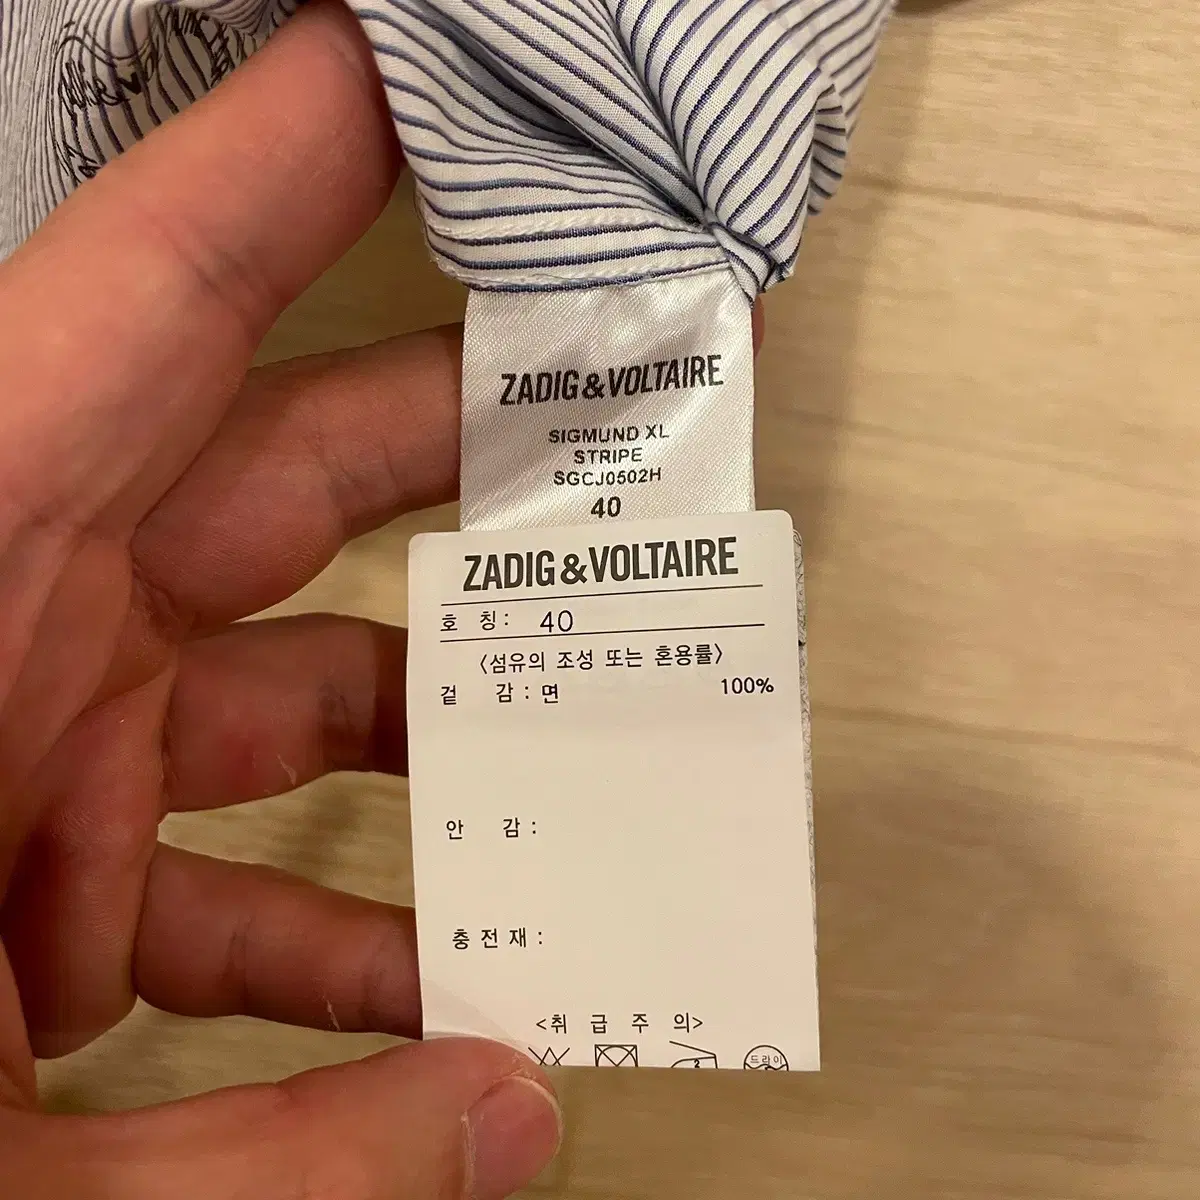 ZADIG&VOLTAIRE
SIGMUND XL
STRIPE
SGCJ0502H
40
ZADIG&VOLTAIRE
호 칭: 40
〈섬유의 조성 또는 혼용률〉
겉 감: 면 100%
안 감:
충전재:
<취 급 주 의>
2
드라이